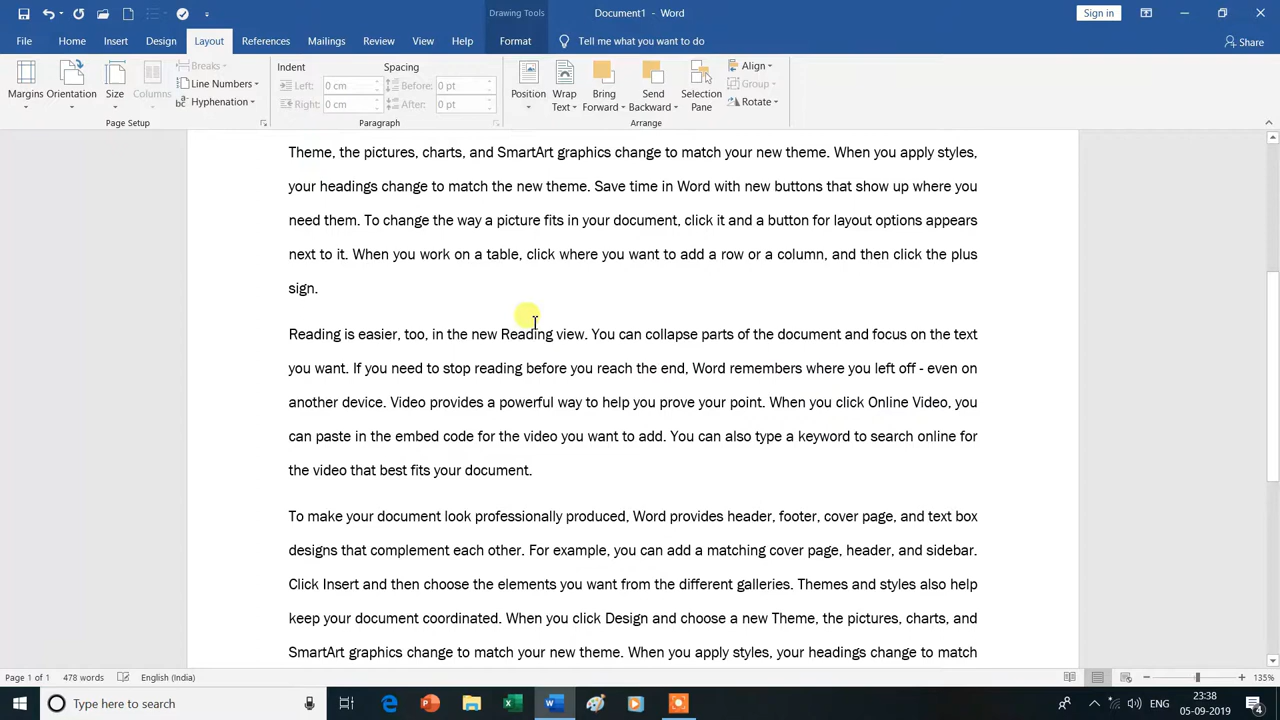 Drawing Tools
Document1 - Word
Sign in
File Home Insert Design Layout References Mailings Review View Help Format Tell me what you want to do Share
Margins
Orientation
Size
Columns
Breaks
Line Numbers
Hyphenation
Page Setup
Indent
Left: 0 cm
Right: 0 cm
Spacing
Before: 0 pt
After: 0 pt
Paragraph
Position
Wrap Text
Bring Forward
Send Backward
Selection Pane
Align
Group
Rotate
Arrange
Theme, the pictures, charts, and SmartArt graphics change to match your new theme. When you apply styles,
your headings change to match the new theme. Save time in Word with new buttons that show up where you
need them. To change the way a picture fits in your document, click it and a button for layout options appears
next to it. When you work on a table, click where you want to add a row or a column, and then click the plus
sign.
Reading is easier, too, in the new Reading view. You can collapse parts of the document and focus on the text
you want. If you need to stop reading before you reach the end, Word remembers where you left off - even on
another device. Video provides a powerful way to help you prove your point. When you click Online Video, you
can paste in the embed code for the video you want to add. You can also type a keyword to search online for
the video that best fits your document.
To make your document look professionally produced, Word provides header, footer, cover page, and text box
designs that complement each other. For example, you can add a matching cover page, header, and sidebar.
Click Insert and then choose the elements you want from the different galleries. Themes and styles also help
keep your document coordinated. When you click Design and choose a new Theme, the pictures, charts, and
SmartArt graphics change to match your new theme. When you apply styles, your headings change to match
Page 1 of 1 478 words English (India) 135%
Type here to search
ENG
23:38
05-09-2019
4